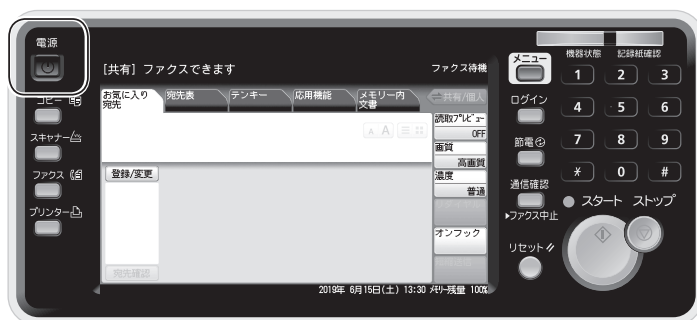 電源
コピー
スキャナー
ファクス
プリンター
[共有] ファクスできます
ファクス待機
お気に入り
宛先
宛先表
テンキー
応用機能
メモリー内
文書
共有/個人
読取プレビュー
OFF
画質
高画質
濃度
普通
オンフック
A A
登録/変更
宛先確認
2019年 6月15日(土) 13:30 メモリー残量 100%
メニュー
ログイン
節電
通信確認
▶ファクス中止
リセット
機器状態
記録紙確認
1 2 3
4 5 6
7 8 9
* 0 #
スタート
ストップ